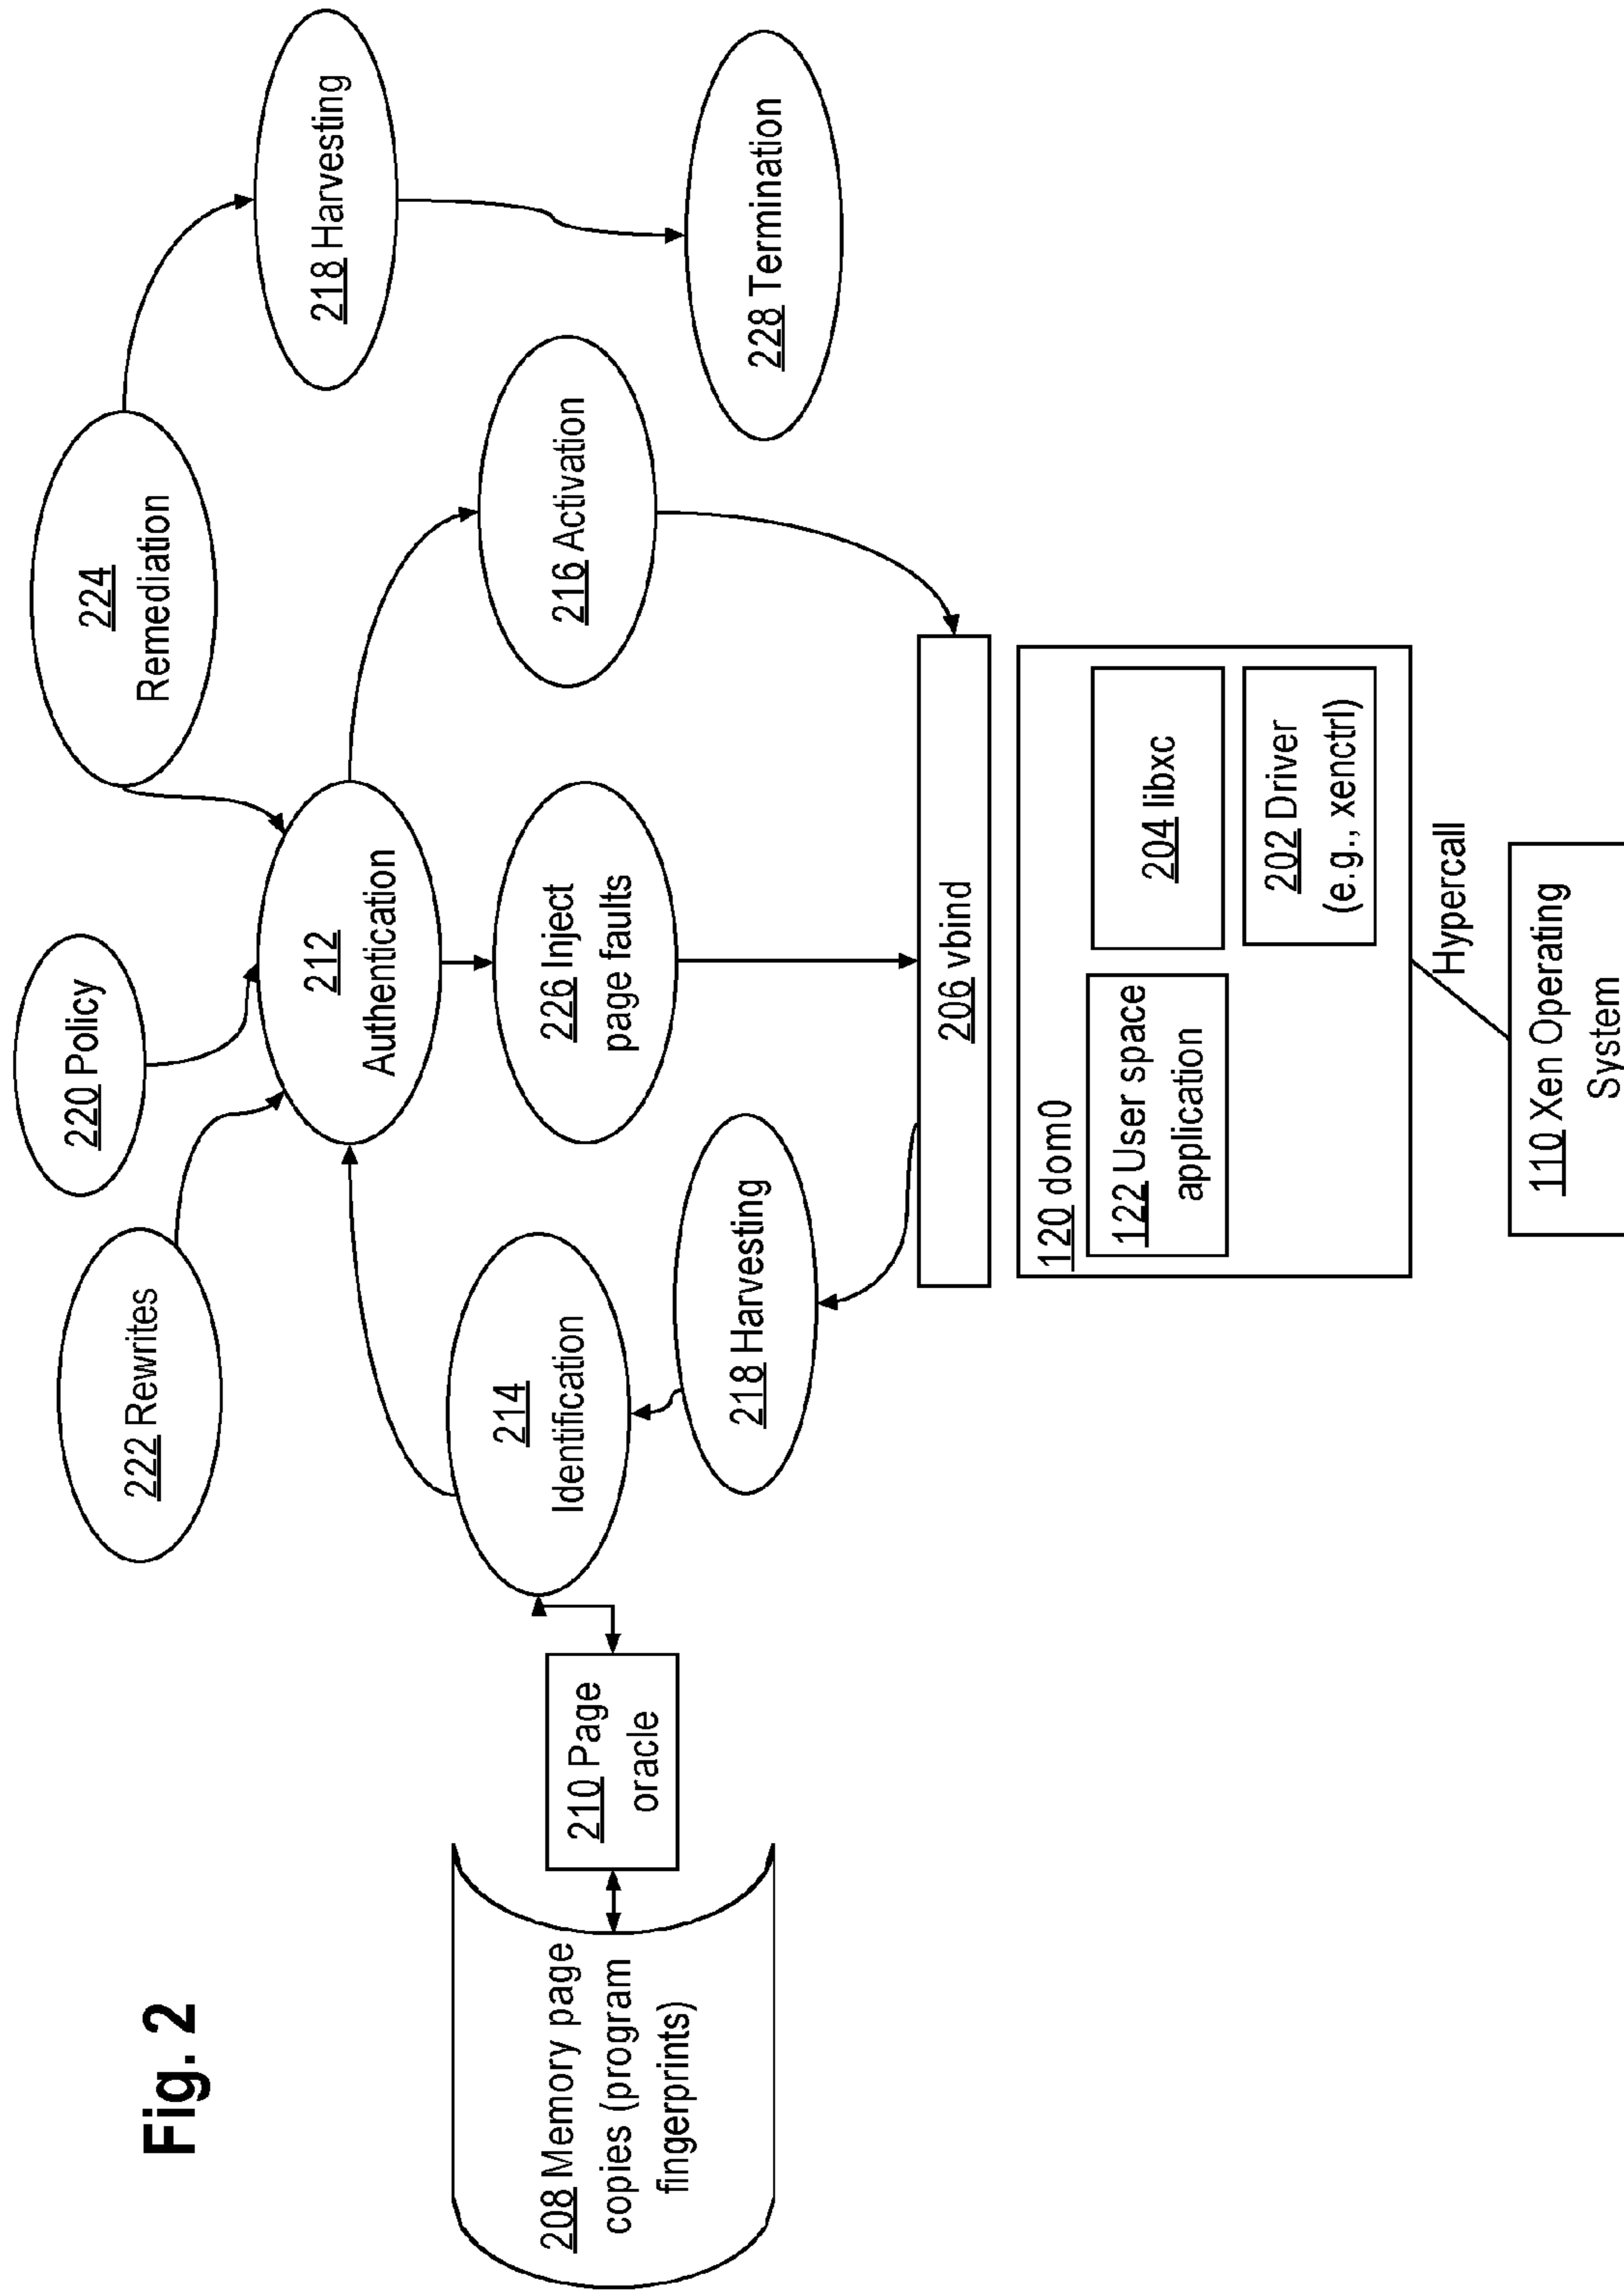 Fig. 2
222 Rewrites
220 Policy
224
Remediation
218 Harvesting
212
Authentication
214
Identification
226 Inject
page faults
216 Activation
228 Termination
208 Memory page
copies (program
fingerprints)
210 Page
oracle
218 Harvesting
206 vbind
120 dom0
122 User space
application
204 libxc
202 Driver
(e.g., xenctrl)
Hypercall
110 Xen Operating
System